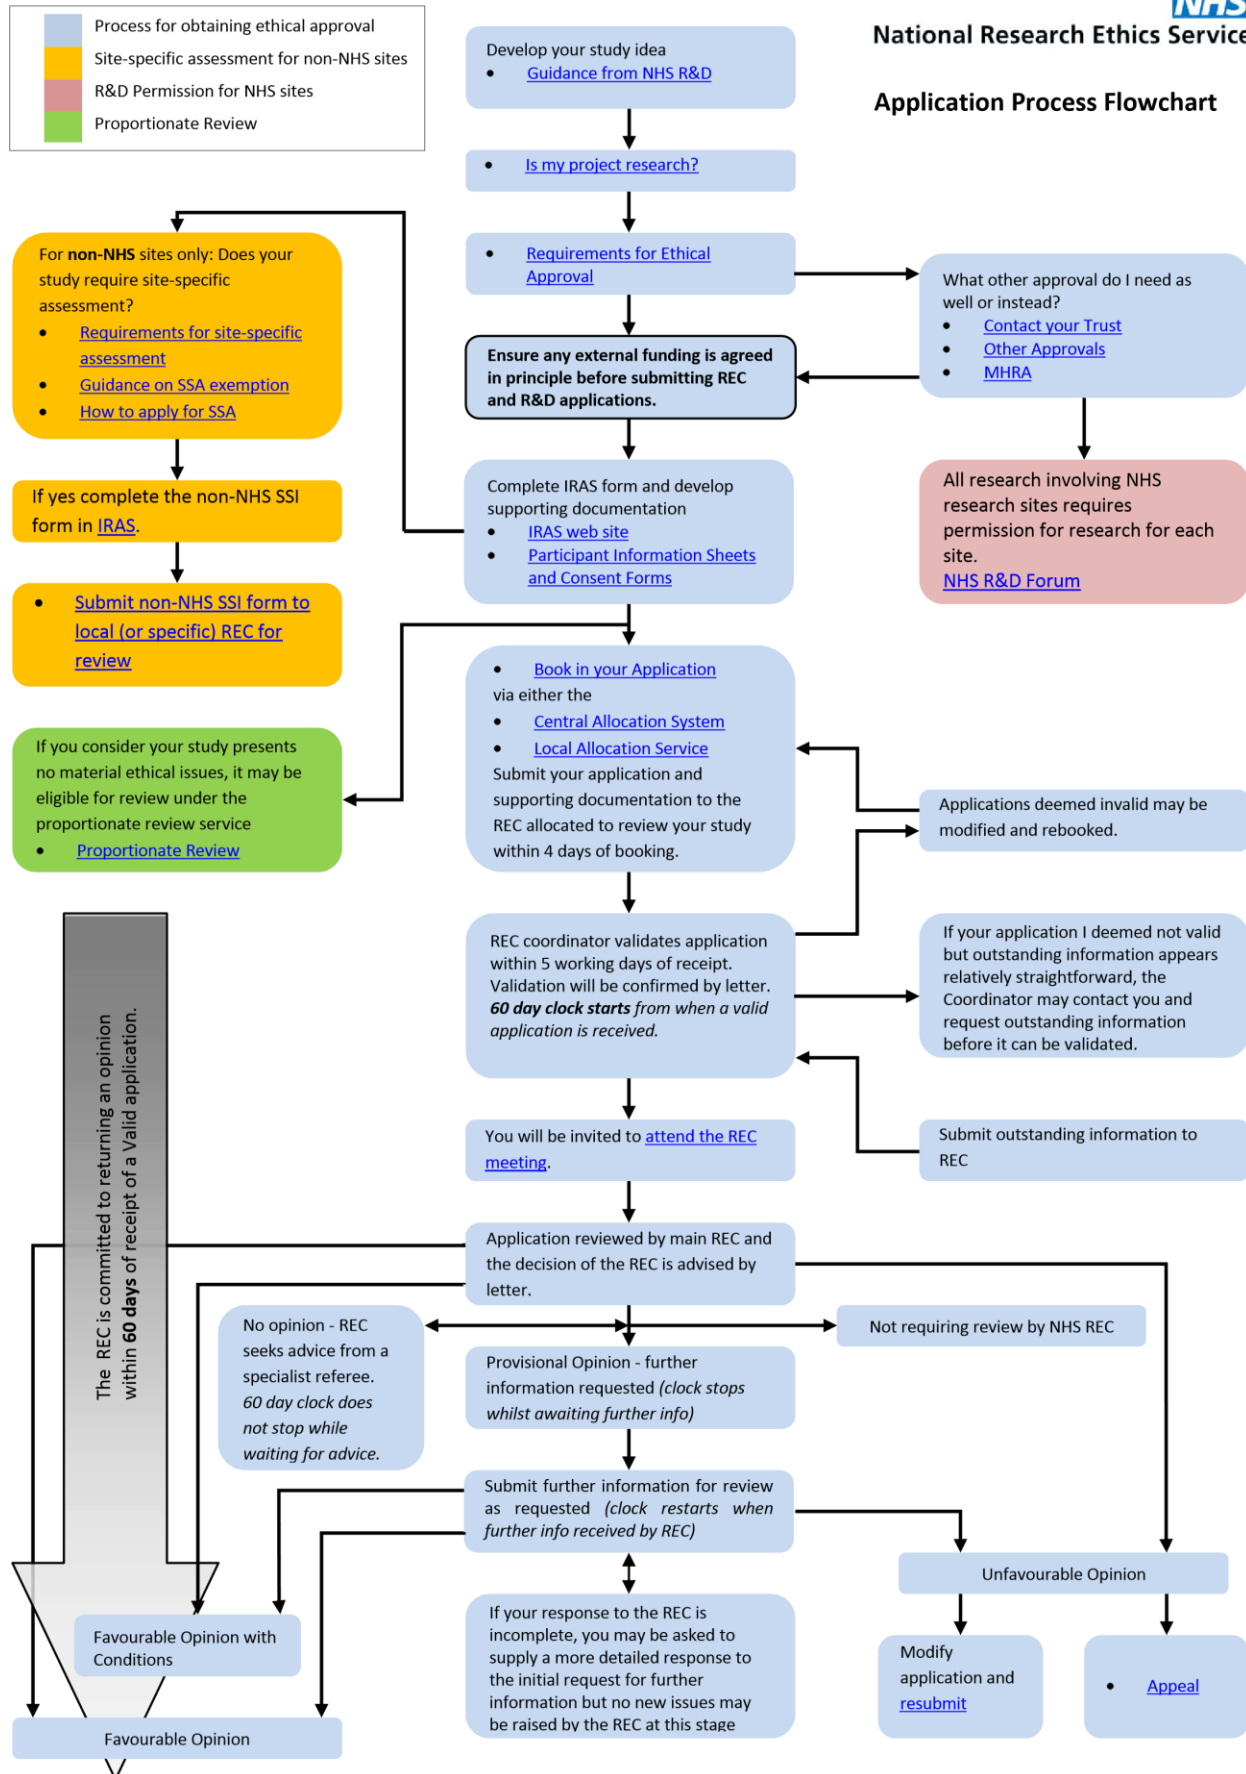 Process for obtaining ethical approval
Site-specific assessment for non-NHS sites
R&D Permission for NHS sites
Proportionate Review
NHS
National Research Ethics Service
Application Process Flowchart
Develop your study idea
• Guidance from NHS R&D
• Is my project research?
• Requirements for Ethical
Approval
What other approval do I need as
well or instead?
• Contact your Trust
• Other Approvals
• MHRA
For non-NHS sites only: Does your
study require site-specific
assessment?
• Requirements for site-specific
assessment
• Guidance on SSA exemption
• How to apply for SSA
Ensure any external funding is agreed
in principle before submitting REC
and R&D applications.
All research involving NHS
research sites requires
permission for research for each
site.
NHS R&D Forum
If yes complete the non-NHS SSI
form in IRAS.
Complete IRAS form and develop
supporting documentation
• IRAS web site
• Participant Information Sheets
and Consent Forms
• Submit non-NHS SSI form to
local (or specific) REC for
review
• Book in your Application
via either the
• Central Allocation System
• Local Allocation Service
Submit your application and
supporting documentation to the
REC allocated to review your study
within 4 days of booking.
If you consider your study presents
no material ethical issues, it may be
eligible for review under the
proportionate review service
• Proportionate Review
Applications deemed invalid may be
modified and rebooked.
REC coordinator validates application
within 5 working days of receipt.
Validation will be confirmed by letter.
60 day clock starts from when a valid
application is received.
If your application I deemed not valid
but outstanding information appears
relatively straightforward, the
Coordinator may contact you and
request outstanding information
before it can be validated.
The REC is committed to returning an opinion
within 60 days of receipt of a Valid application.
You will be invited to attend the REC
meeting.
Submit outstanding information to
REC
Application reviewed by main REC and
the decision of the REC is advised by
letter.
No opinion - REC
seeks advice from a
specialist referee.
60 day clock does
not stop while
waiting for advice.
Not requiring review by NHS REC
Provisional Opinion - further
information requested (clock stops
whilst awaiting further info)
Submit further information for review
as requested (clock restarts when
further info received by REC)
Unfavourable Opinion
Favourable Opinion with
Conditions
If your response to the REC is
incomplete, you may be asked to
supply a more detailed response to
the initial request for further
information but no new issues may
be raised by the REC at this stage
Modify
application and
resubmit
• Appeal
Favourable Opinion